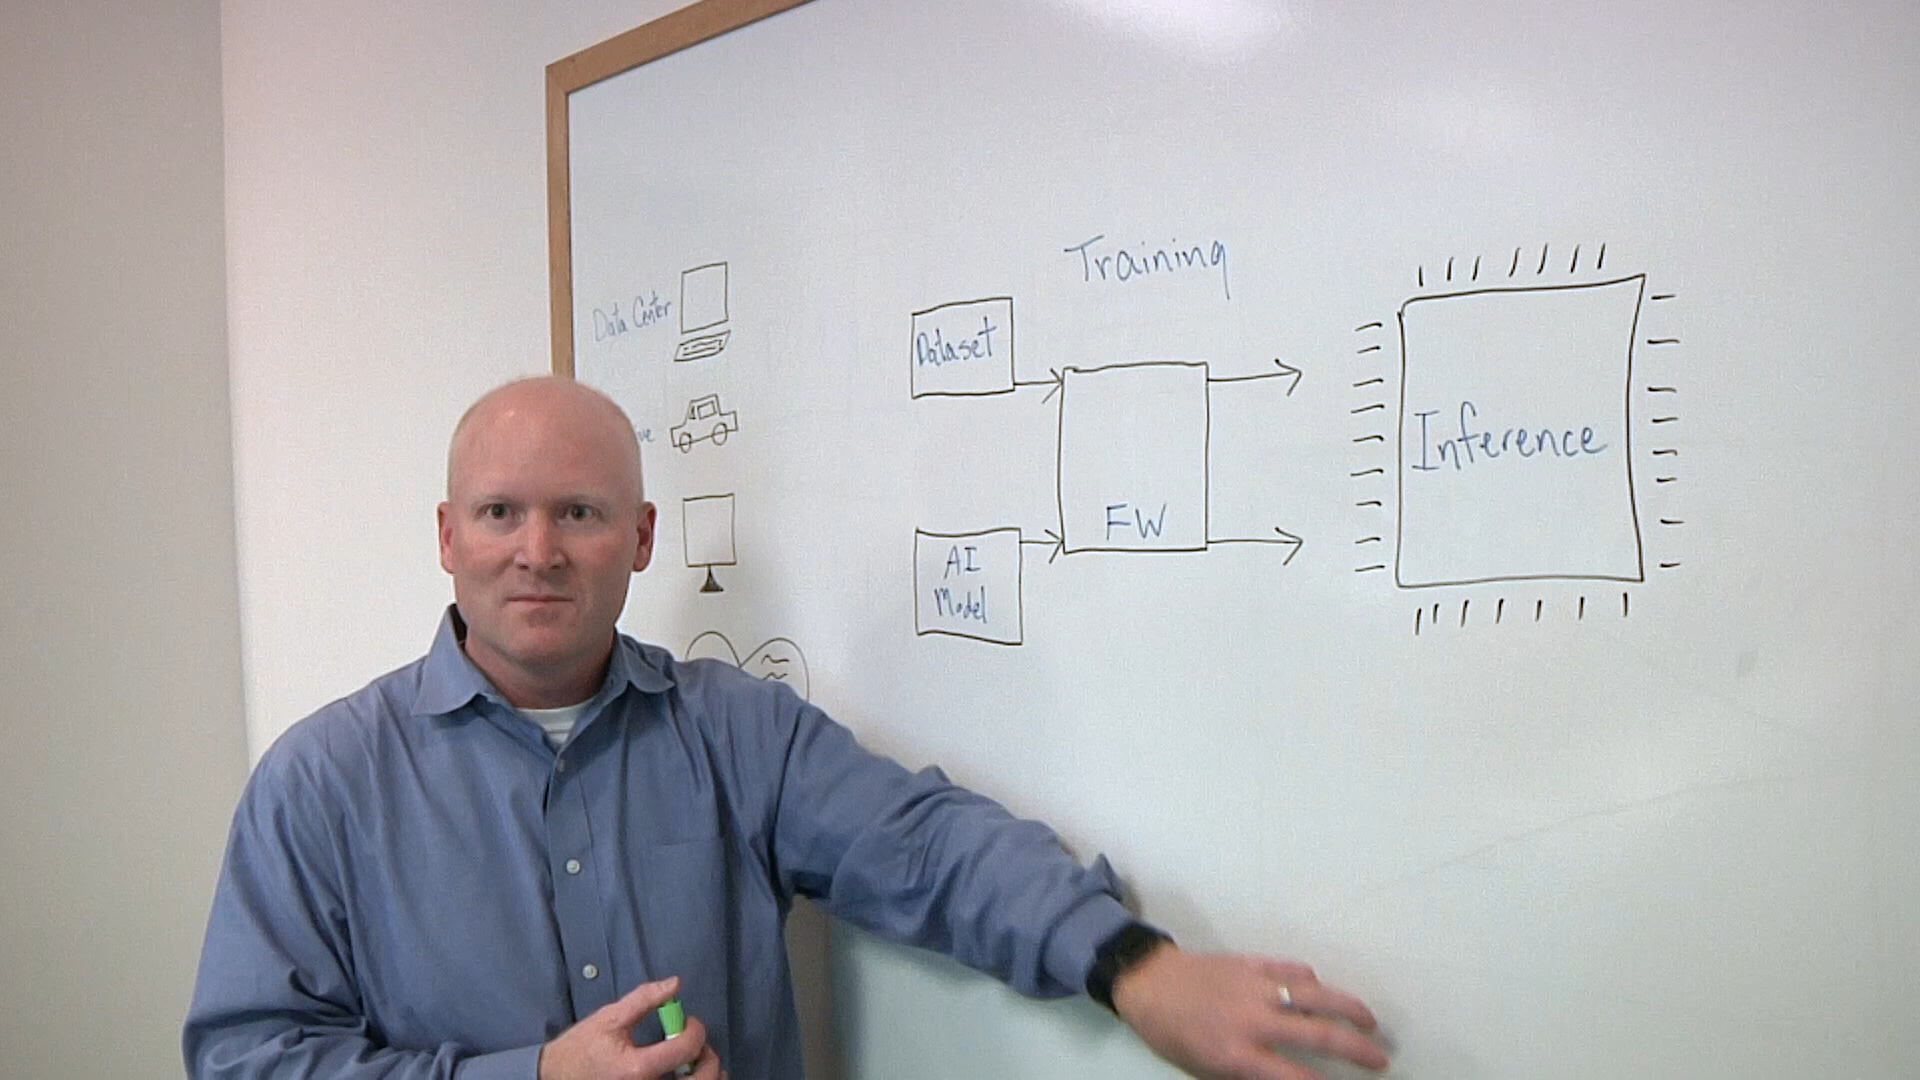 Training
Data Center
Dataset
Inference
FW
AI
Model